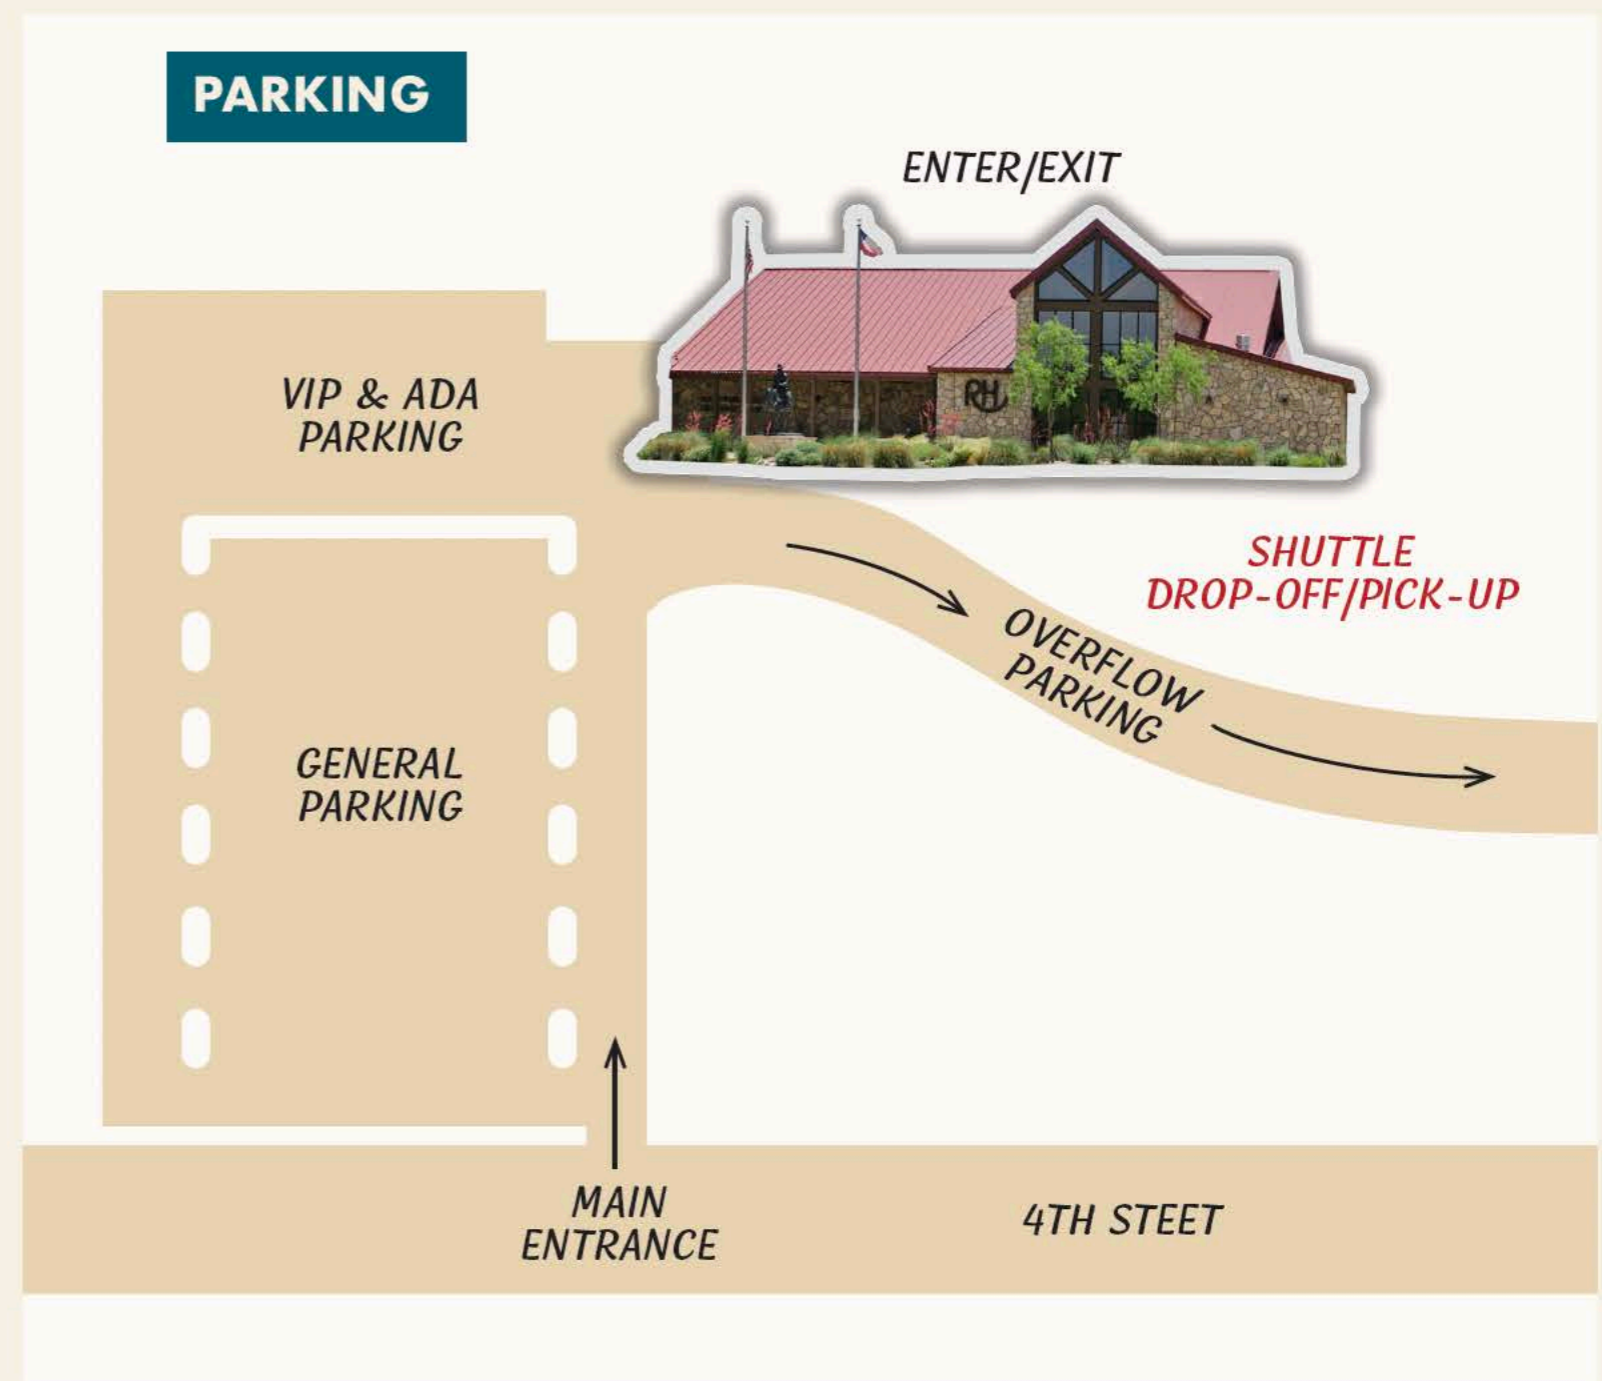 PARKING
ENTER/EXIT
VIP & ADA
PARKING
RH
SHUTTLE
DROP-OFF/PICK-UP
OVERFLOW
PARKING
GENERAL
PARKING
MAIN
ENTRANCE
4TH STEET